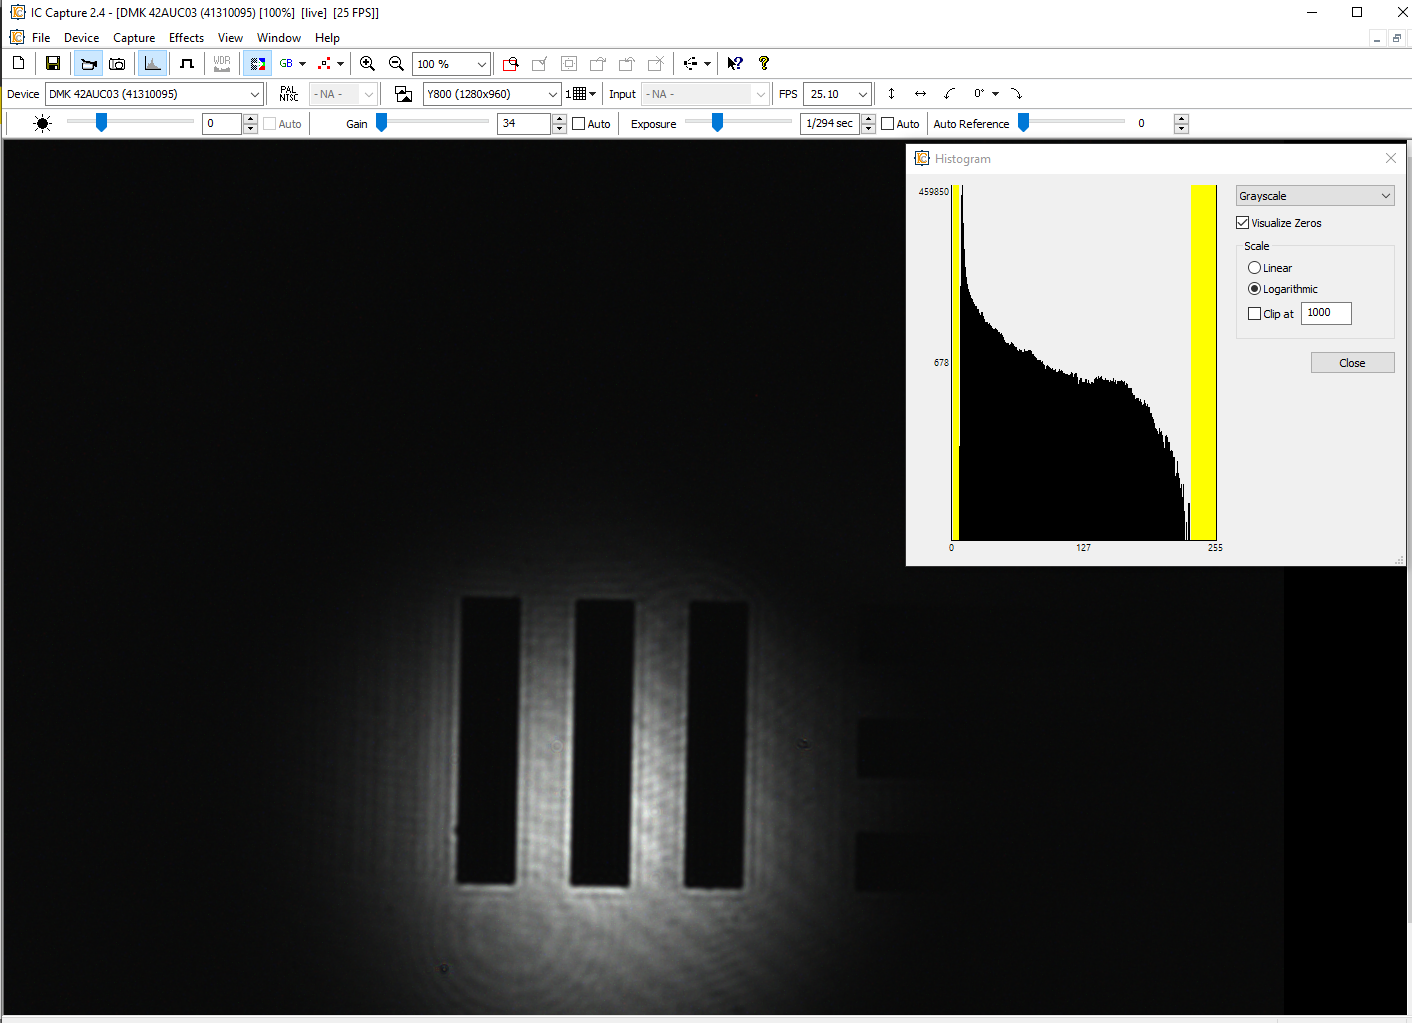 IC Capture 2.4 - [DMK 42AUC03 (41310095) [100%]  [live]  [25 FPS]]
File Device Capture Effects View Window Help
WDR GB 100 %
Device DMK 42AUC03 (41310095) PAL NTSC - NA - Y800 (1280x960) 1 Input - NA - FPS 25.10 0°
0 Auto Gain 34 Auto Exposure 1/294 sec Auto Auto Reference 0
Histogram
459850
678
0 127 255
Grayscale
Visualize Zeros
Scale
Linear
Logarithmic
Clip at 1000
Close